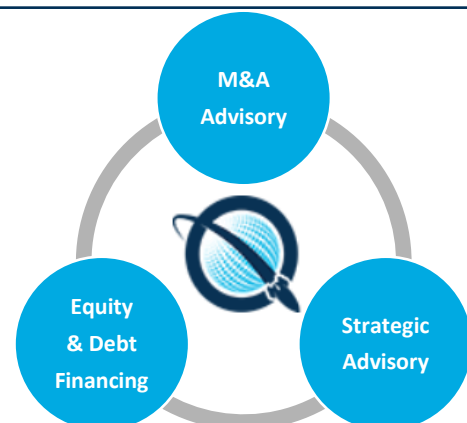 M&A
Advisory
Equity
& Debt
Financing
Strategic
Advisory